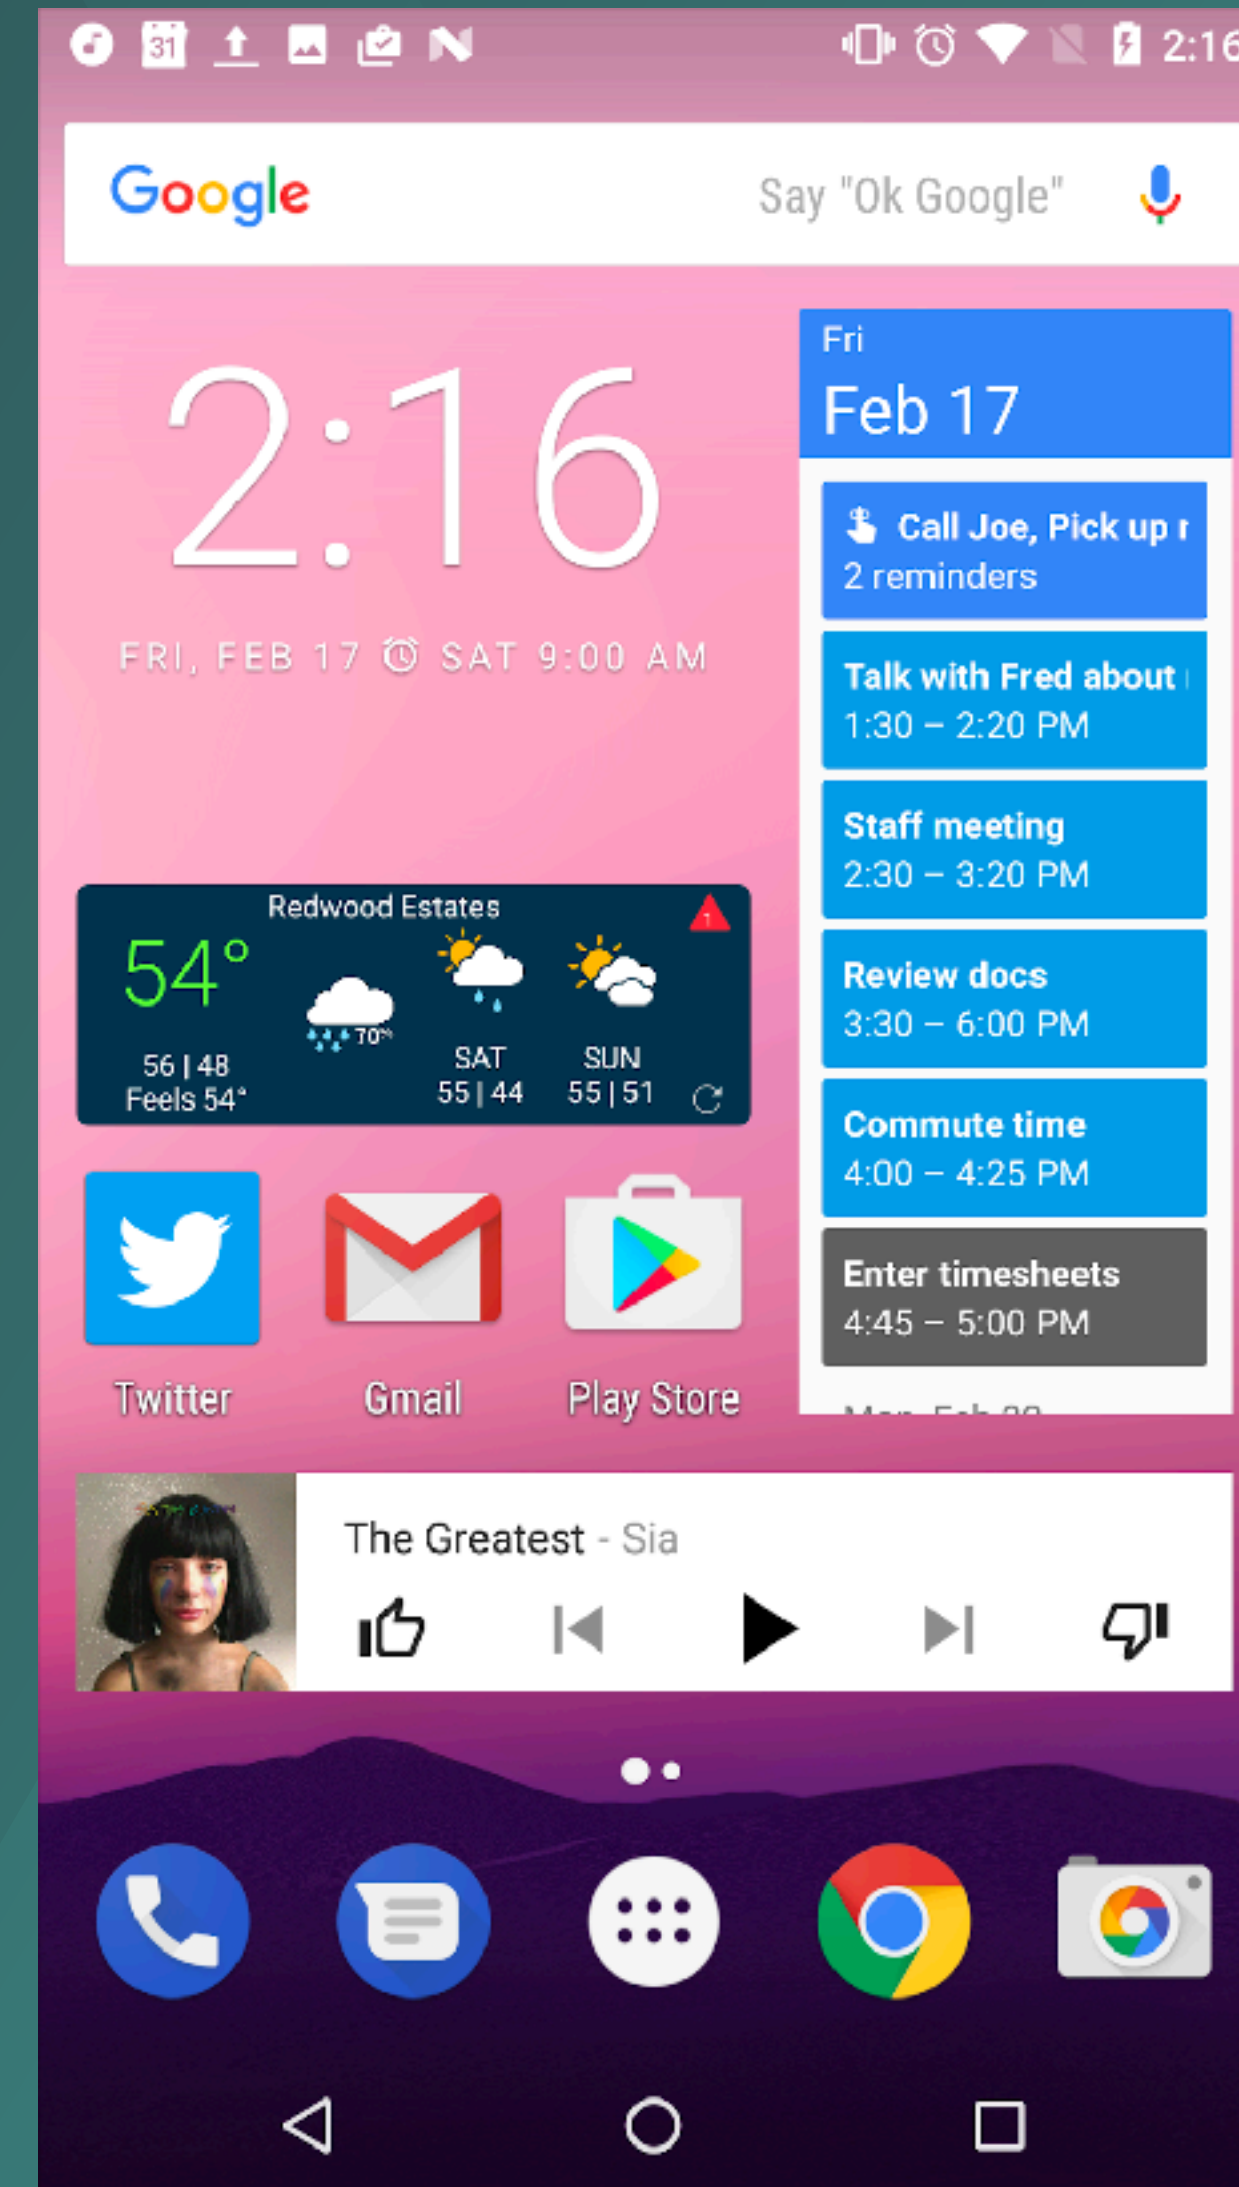 31 2:16
Google Say "Ok Google"
2:16
FRI, FEB 17 SAT 9:00 AM
Fri
Feb 17
Call Joe, Pick up
2 reminders
Talk with Fred about
1:30 – 2:20 PM
Staff meeting
2:30 – 3:20 PM
Review docs
3:30 – 6:00 PM
Commute time
4:00 – 4:25 PM
Enter timesheets
4:45 – 5:00 PM
Redwood Estates
1
54°
70%
56 | 48
Feels 54°
SAT
55 | 44
SUN
55 | 51
Twitter
Gmail
Play Store
The Greatest - Sia